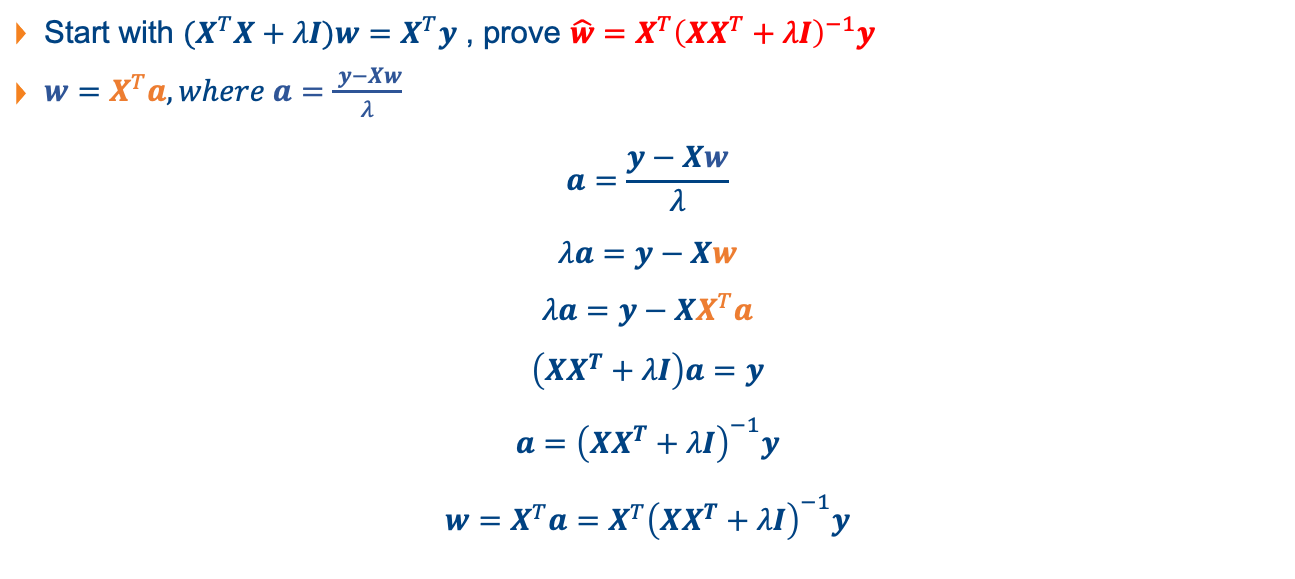 Start with (XᵀX + λI)w = Xᵀy , prove ŵ = Xᵀ(XXᵀ + λI)⁻¹y
w = Xᵀa, where a = (y−Xw)/λ
a = (y − Xw)/λ
λa = y − Xw
λa = y − XXᵀa
(XXᵀ + λI)a = y
a = (XXᵀ + λI)⁻¹y
w = Xᵀa = Xᵀ(XXᵀ + λI)⁻¹y